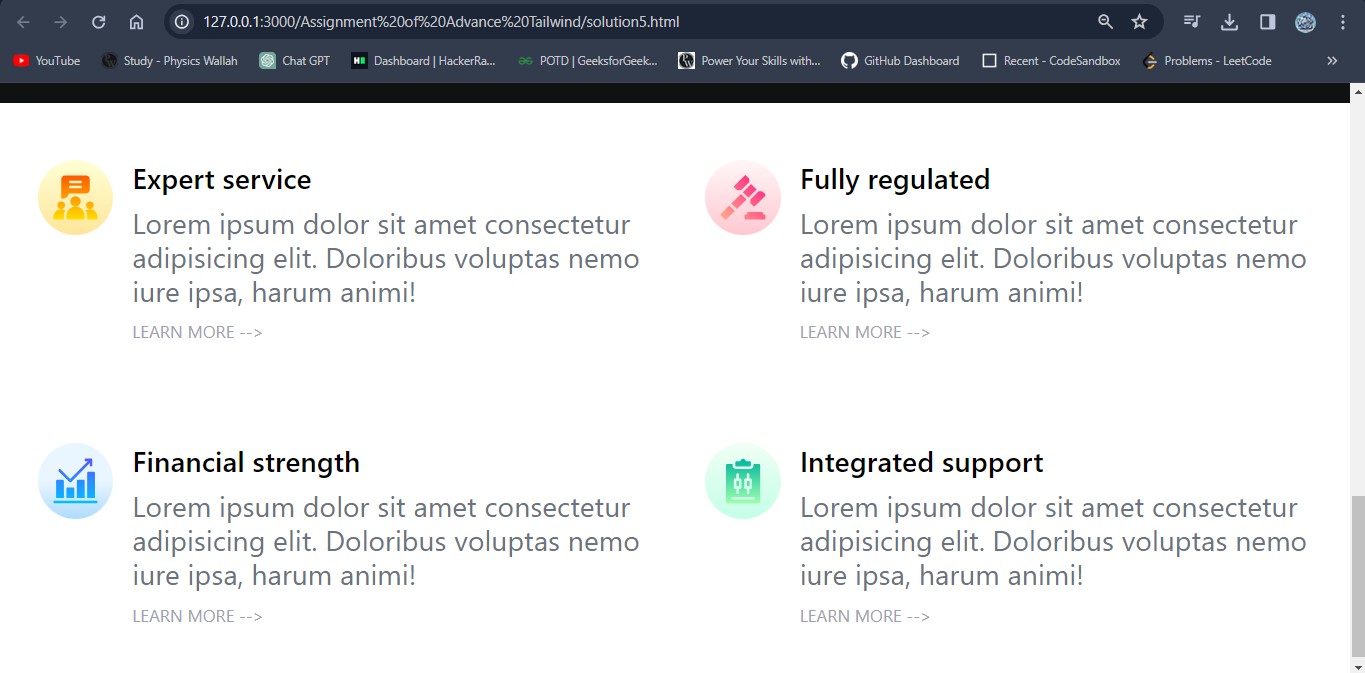 127.0.0.1:3000/Assignment%20of%20Advance%20Tailwind/solution5.html
YouTube
Study - Physics Wallah
Chat GPT
Dashboard | HackerRa...
POTD | GeeksforGeek...
Power Your Skills with...
GitHub Dashboard
Recent - CodeSandbox
Problems - LeetCode
Expert service
Lorem ipsum dolor sit amet consectetur
adipisicing elit. Doloribus voluptas nemo
iure ipsa, harum animi!
LEARN MORE -->
Fully regulated
Lorem ipsum dolor sit amet consectetur
adipisicing elit. Doloribus voluptas nemo
iure ipsa, harum animi!
LEARN MORE -->
Financial strength
Lorem ipsum dolor sit amet consectetur
adipisicing elit. Doloribus voluptas nemo
iure ipsa, harum animi!
LEARN MORE -->
Integrated support
Lorem ipsum dolor sit amet consectetur
adipisicing elit. Doloribus voluptas nemo
iure ipsa, harum animi!
LEARN MORE -->